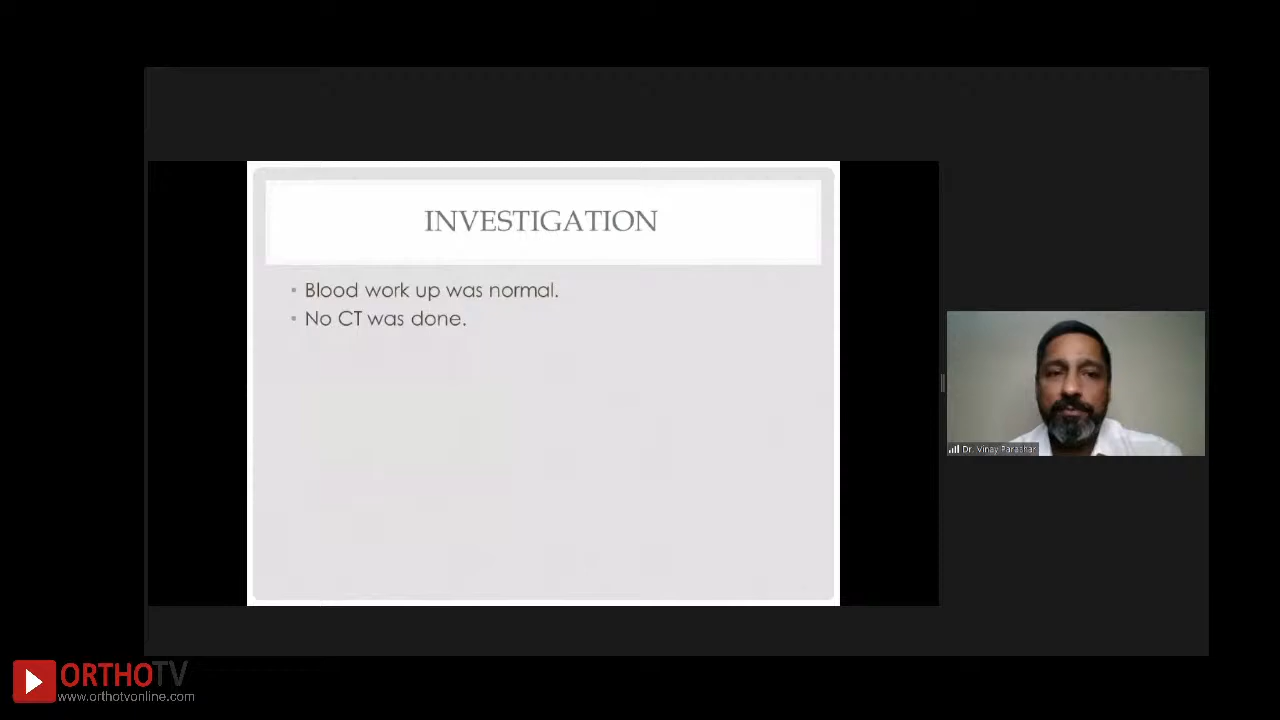 INVESTIGATION
Blood work up was normal.
No CT was done.
Dr. Vinay Parashar
ORTHOTV
www.orthotvonline.com